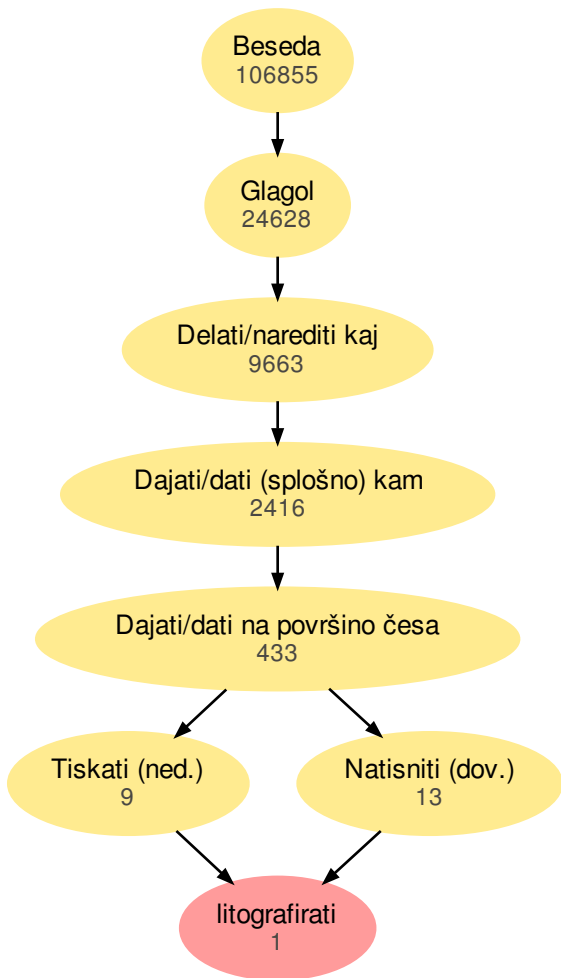 Beseda
106855
Glagol
24628
Delati/narediti kaj
9663
Dajati/dati (splošno) kam
2416
Dajati/dati na površino česa
433
Tiskati (ned.)
9
Natisniti (dov.)
13
litografirati
1